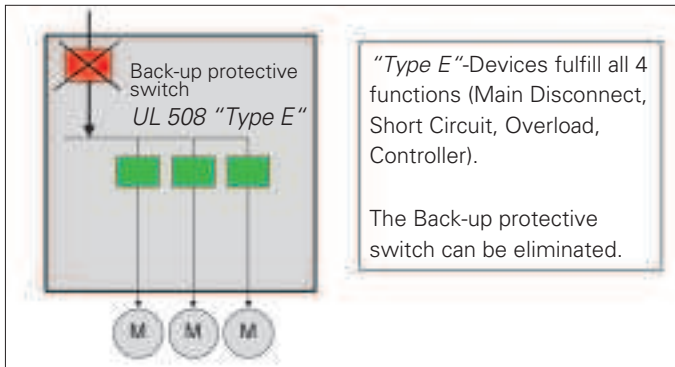 Back-up protective
switch
UL 508 “Type E”
M M M
“Type E”-Devices fulfill all 4
functions (Main Disconnect,
Short Circuit, Overload,
Controller).
The Back-up protective
switch can be eliminated.